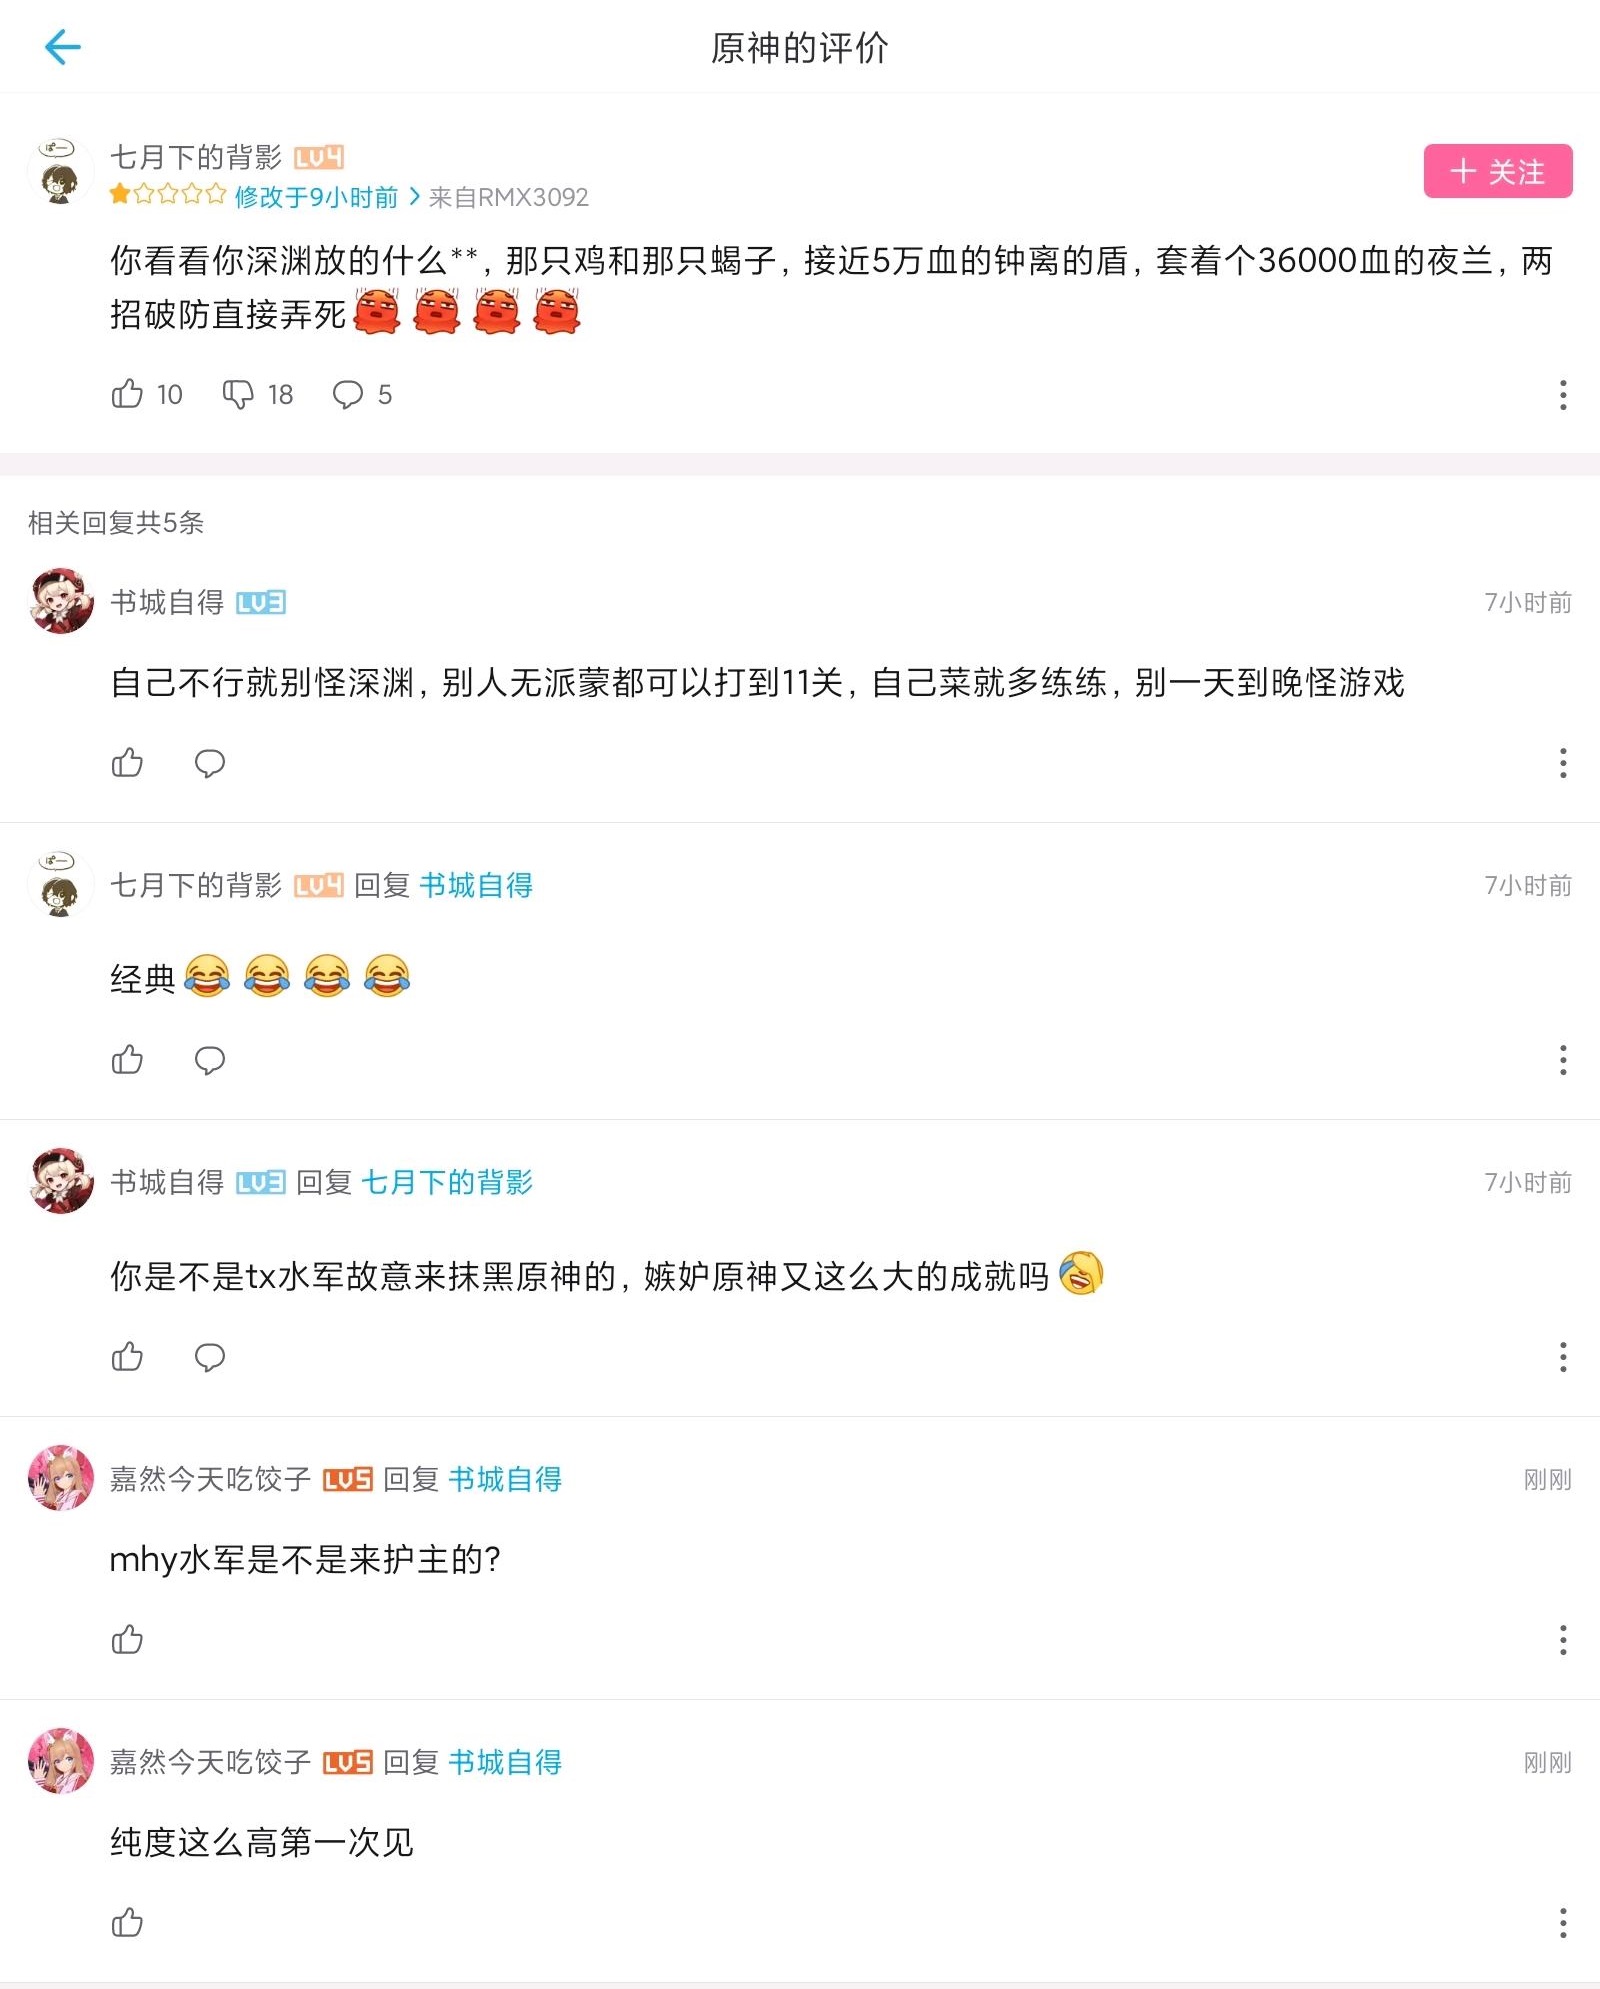 原神的评价
七月下的背影 LV4
修改于9小时前 来自RMX3092
+ 关注
你看看你深渊放的什么**，那只鸡和那只蝎子，接近5万血的钟离的盾，套着个36000血的夜兰，两
招破防直接弄死
10 18 5
相关回复共5条
书城自得 LV3 7小时前
自己不行就别怪深渊，别人无派蒙都可以打到11关，自己菜就多练练，别一天到晚怪游戏
七月下的背影 LV4 回复 书城自得 7小时前
经典
书城自得 LV3 回复 七月下的背影 7小时前
你是不是tx水军故意来抹黑原神的，嫉妒原神又这么大的成就吗
嘉然今天吃饺子 LV5 回复 书城自得 刚刚
mhy水军是不是来护主的?
嘉然今天吃饺子 LV5 回复 书城自得 刚刚
纯度这么高第一次见